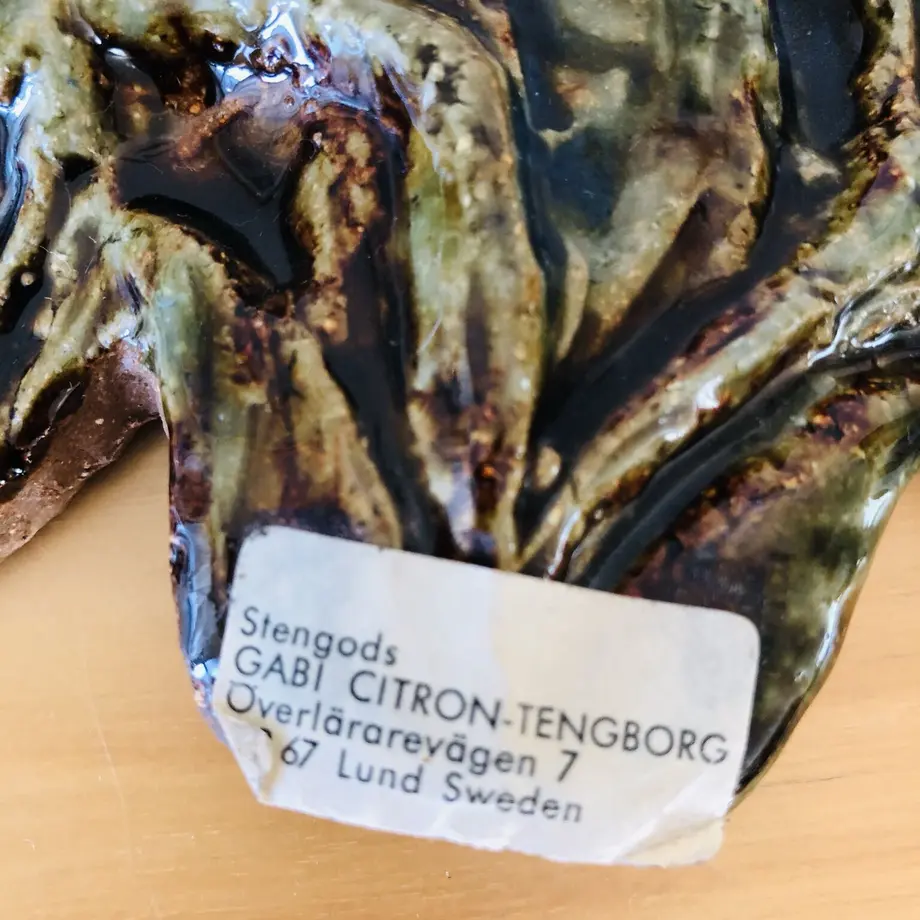 Stengods
GABI CITRON-TENGBORG
Överlärarevägen 7
67 Lund Sweden